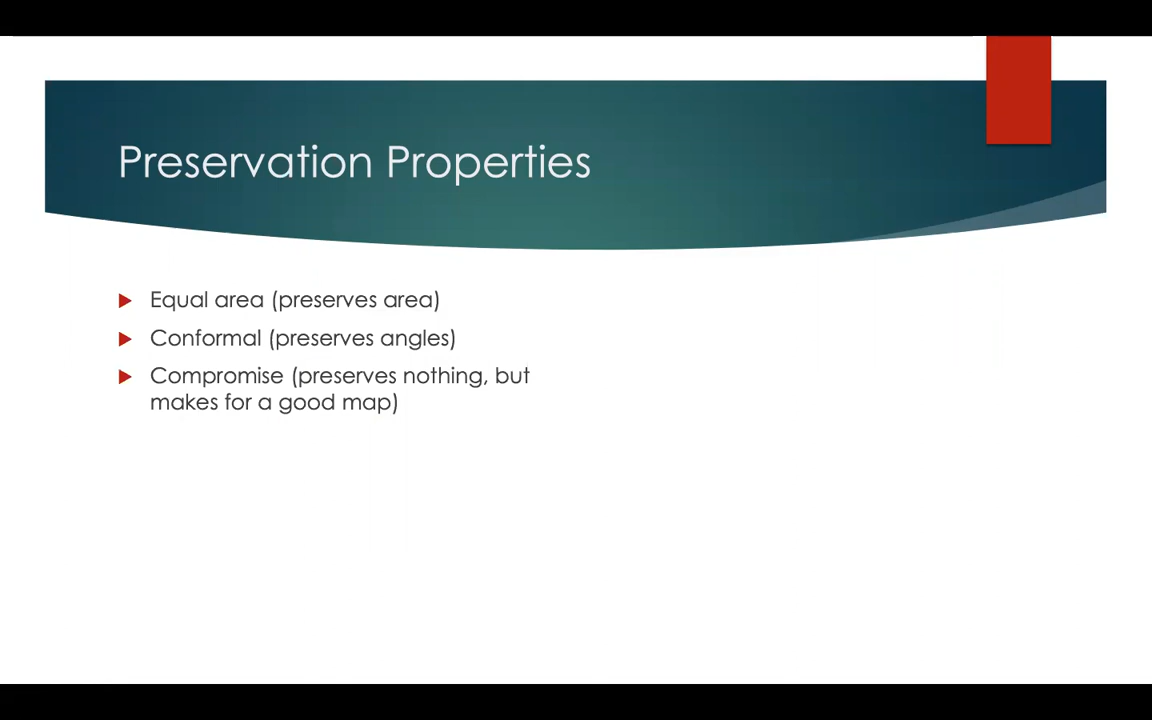 Preservation Properties
Equal area (preserves area)
Conformal (preserves angles)
Compromise (preserves nothing, but
makes for a good map)